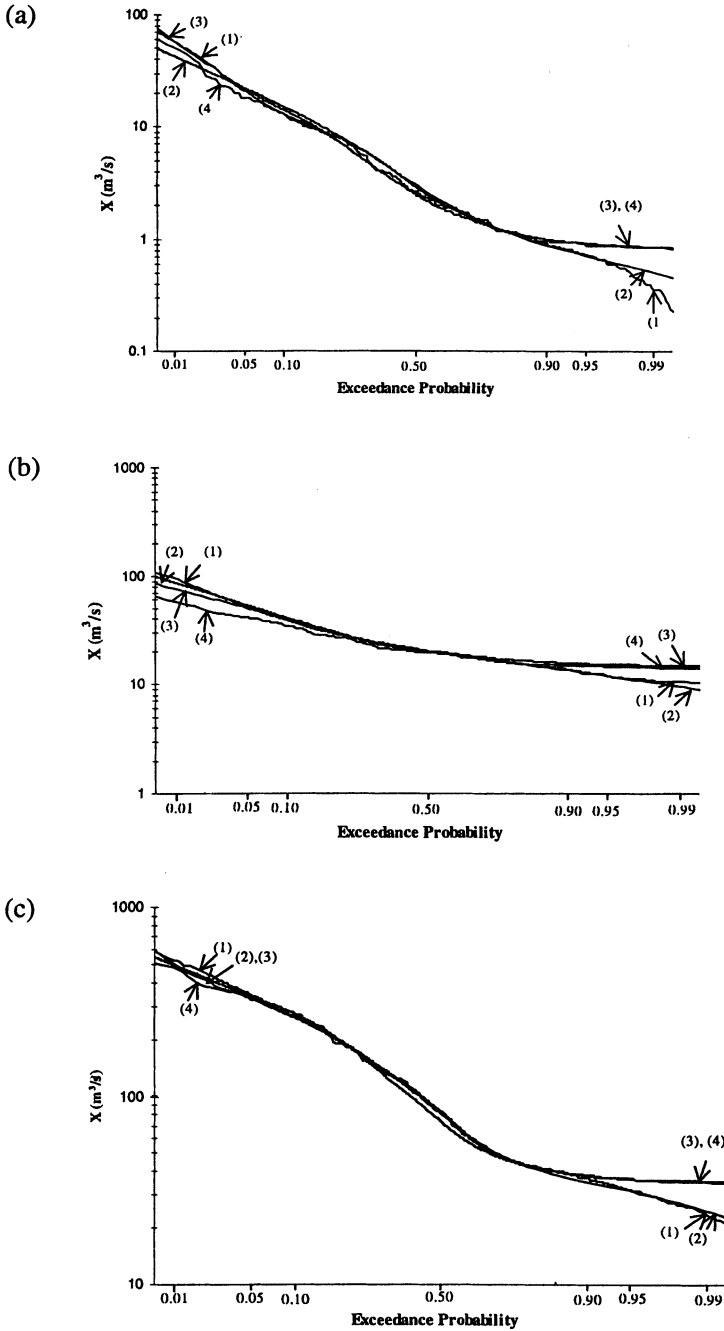 (a)
100
(3)
(1)
(2)
(4
10
X (m³/s)
(3), (4)
1
(2)
(1
0.1
0.01 0.05 0.10 0.50 0.90 0.95 0.99
Exceedance Probability
(b)
1000
(2) (1)
100
(3)
(4)
X (m³/s)
(4) (3)
10
(1)
(2)
1
0.01 0.05 0.10 0.50 0.90 0.95 0.99
Exceedance Probability
(c)
1000
(1)
(2),(3)
(4)
100
X (m³/s)
(3), (4)
(1) (2)
10
0.01 0.05 0.10 0.50 0.90 0.95 0.99
Exceedance Probability